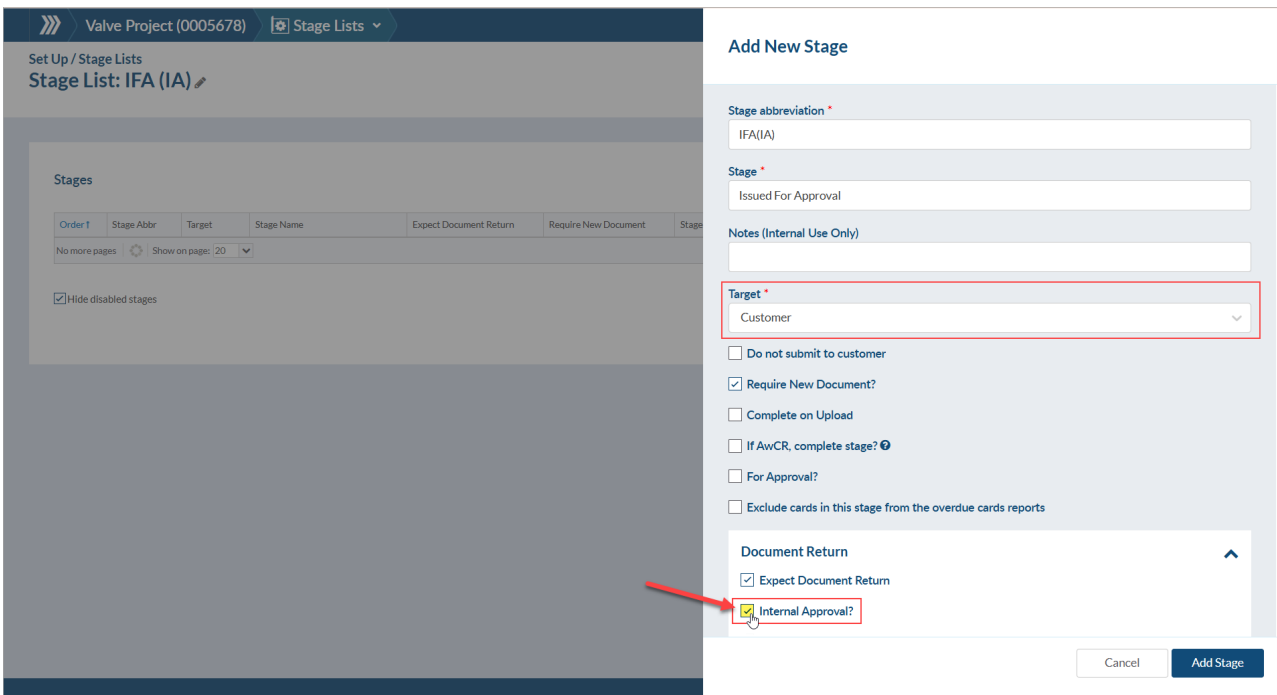 Valve Project (0005678) Stage Lists
Set Up / Stage Lists
Stage List: IFA (IA)
Stages
Order↑ Stage Abbr Target Stage Name Expect Document Return Require New Document Stage
No more pages Show on page: 20
Hide disabled stages
Add New Stage
Stage abbreviation *
IFA(IA)
Stage *
Issued For Approval
Notes (Internal Use Only)
Target *
Customer
Do not submit to customer
Require New Document?
Complete on Upload
If AwCR, complete stage? ?
For Approval?
Exclude cards in this stage from the overdue cards reports
Document Return
Expect Document Return
Internal Approval?
Cancel Add Stage